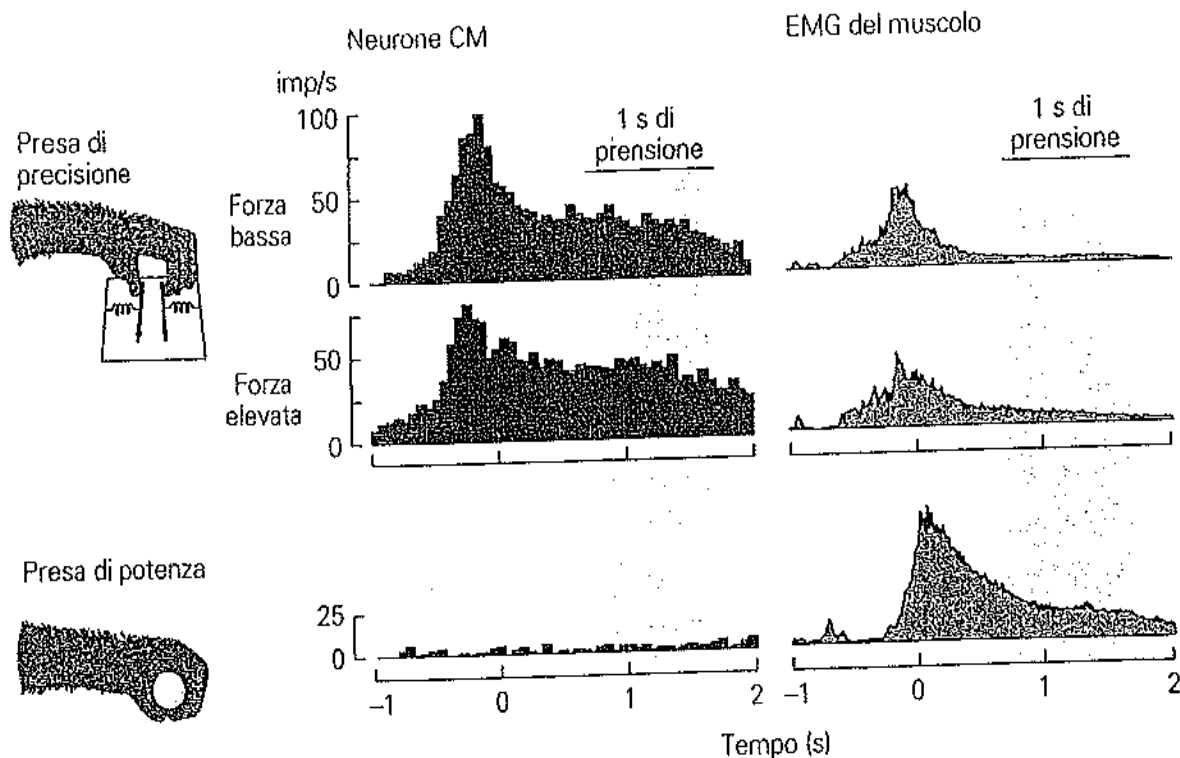 Neurone CM
EMG del muscolo
imp/s
100
50
0
1 s di
prensione
1 s di
prensione
Presa di
precisione
Forza
bassa
50
0
Forza
elevata
Presa di potenza
25
0
–1
0
1
2
–1
0
1
2
Tempo (s)